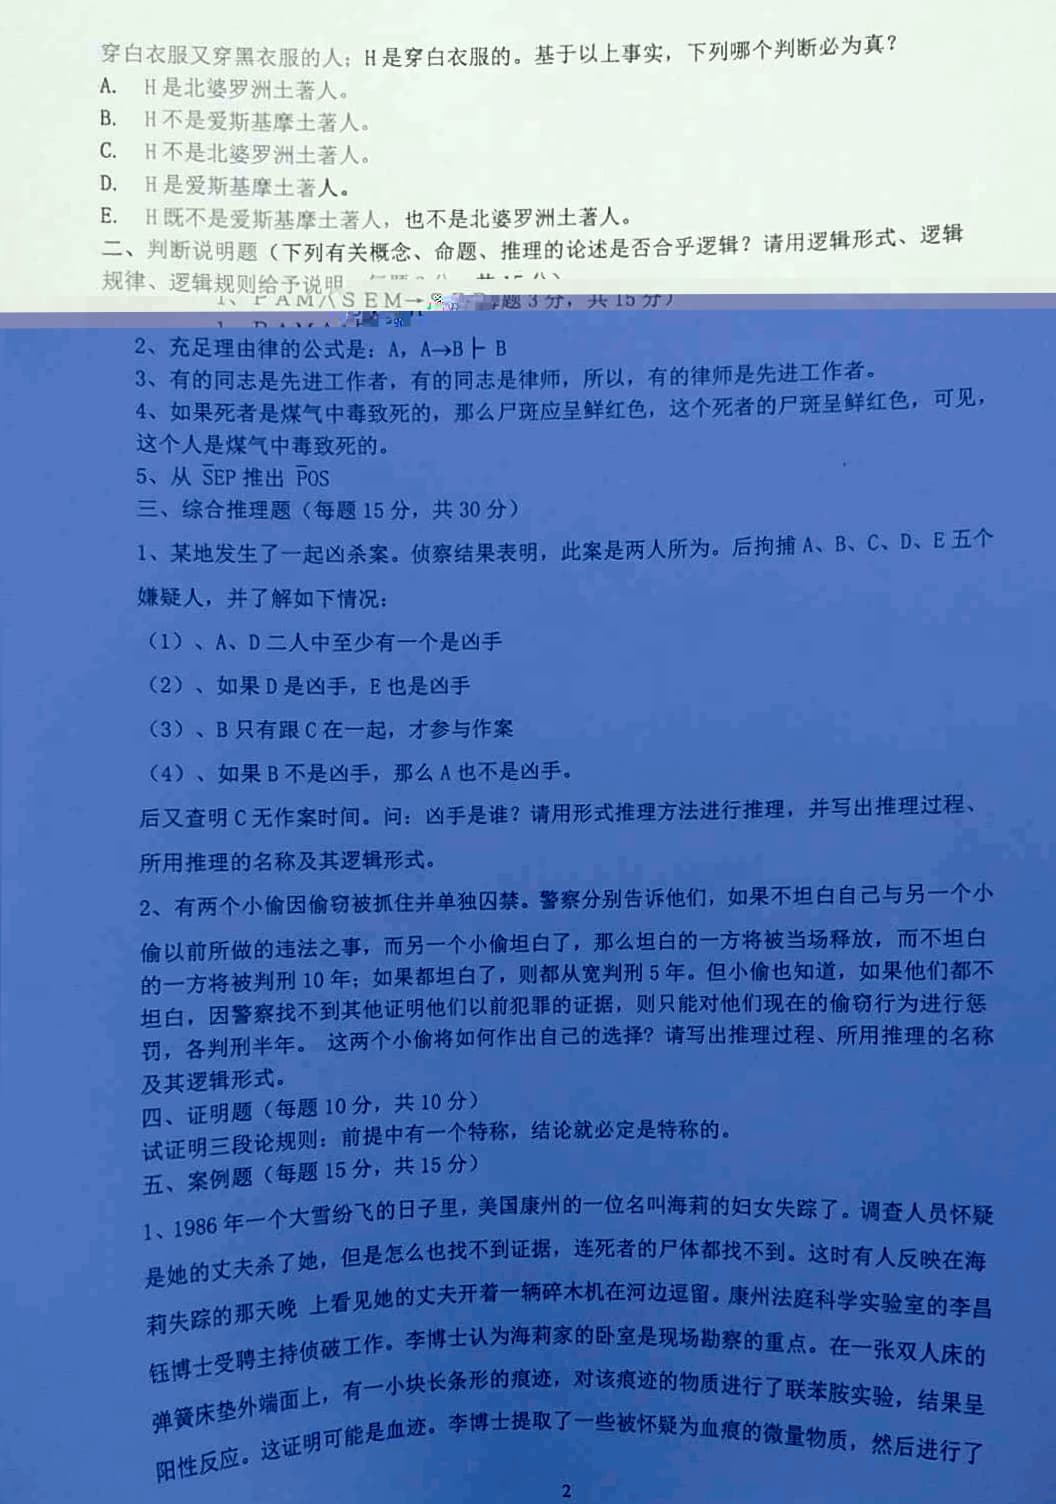 穿白衣服又穿黑衣服的人；H是穿白衣服的。基于以上事实，下列哪个判断必为真？
A. H是北婆罗洲土著人。
B. H不是爱斯基摩土著人。
C. H不是北婆罗洲土著人。
D. H是爱斯基摩土著人。
E. H既不是爱斯基摩土著人，也不是北婆罗洲土著人。
二、判断说明题（下列有关概念、命题、推理的论述是否合乎逻辑？请用逻辑形式、逻辑
规律、逻辑规则给予说明
1、PAM∧SEM→ 题3分，共15分）
2、充足理由律的公式是：A，A→B├ B
3、有的同志是先进工作者，有的同志是律师，所以，有的律师是先进工作者。
4、如果死者是煤气中毒致死的，那么尸斑应呈鲜红色，这个死者的尸斑呈鲜红色，可见，
这个人是煤气中毒致死的。
5、从 S̅EP 推出 P̅OS
三、综合推理题（每题15分，共30分）
1、某地发生了一起凶杀案。侦察结果表明，此案是两人所为。后拘捕A、B、C、D、E五个
嫌疑人，并了解如下情况：
（1）、A、D二人中至少有一个是凶手
（2）、如果D是凶手，E也是凶手
（3）、B只有跟C在一起，才参与作案
（4）、如果B不是凶手，那么A也不是凶手。
后又查明C无作案时间。问：凶手是谁？请用形式推理方法进行推理，并写出推理过程、
所用推理的名称及其逻辑形式。
2、有两个小偷因偷窃被抓住并单独囚禁。警察分别告诉他们，如果不坦白自己与另一个小
偷以前所做的违法之事，而另一个小偷坦白了，那么坦白的一方将被当场释放，而不坦白
的一方将被判刑10年；如果都坦白了，则都从宽判刑5年。但小偷也知道，如果他们都不
坦白，因警察找不到其他证明他们以前犯罪的证据，则只能对他们现在的偷窃行为进行惩
罚，各判刑半年。 这两个小偷将如何作出自己的选择？请写出推理过程、所用推理的名称
及其逻辑形式。
四、证明题（每题10分，共10分）
试证明三段论规则：前提中有一个特称，结论就必定是特称的。
五、案例题（每题15分，共15分）
1、1986年一个大雪纷飞的日子里，美国康州的一位名叫海莉的妇女失踪了。调查人员怀疑
是她的丈夫杀了她，但是怎么也找不到证据，连死者的尸体都找不到。这时有人反映在海
莉失踪的那天晚 上看见她的丈夫开着一辆碎木机在河边逗留。康州法庭科学实验室的李昌
钰博士受聘主持侦破工作。李博士认为海莉家的卧室是现场勘察的重点。在一张双人床的
弹簧床垫外端面上，有一小块长条形的痕迹，对该痕迹的物质进行了联苯胺实验，结果呈
阳性反应。这证明可能是血迹。李博士提取了一些被怀疑为血痕的微量物质，然后进行了
2